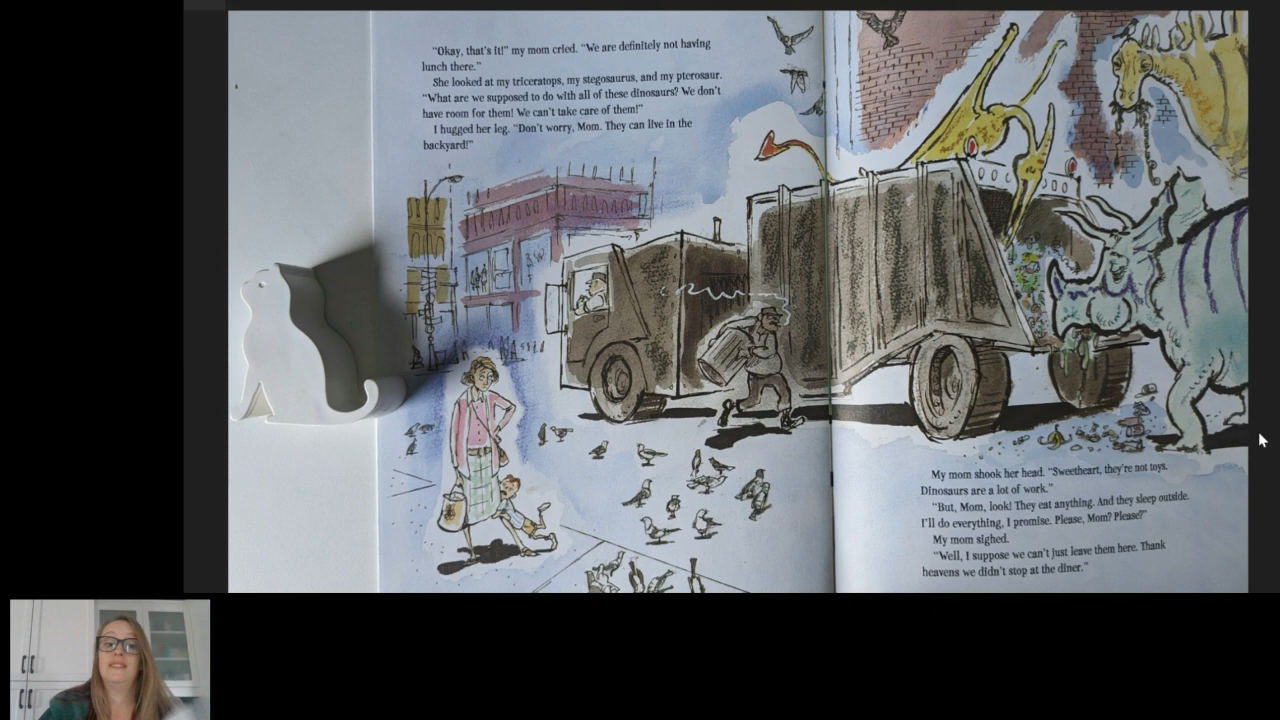 "Okay, that's it!" my mom cried. "We are definitely not having
lunch there."
She looked at my triceratops, my stegosaurus, and my pterosaur.
"What are we supposed to do with all of these dinosaurs? We don't
have room for them! We can't take care of them!"
I hugged her leg. "Don't worry, Mom. They can live in the
backyard!"
My mom shook her head. "Sweetheart, they're not toys.
Dinosaurs are a lot of work."
"But, Mom, look! They eat anything. And they sleep outside.
I'll do everything, I promise. Please, Mom? Please?"
My mom sighed.
"Well, I suppose we can't just leave them here. Thank
heavens we didn't stop at the diner."